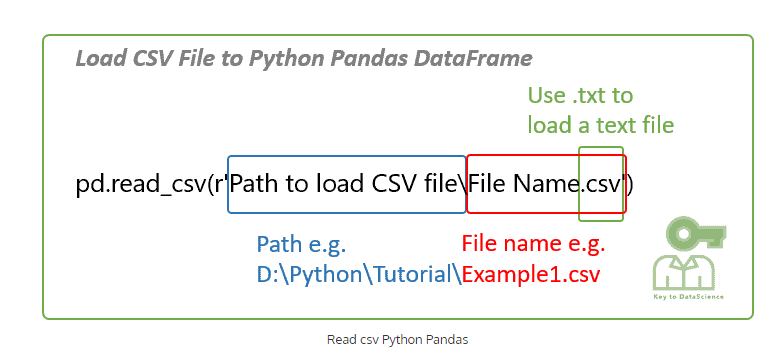 Load CSV File to Python Pandas DataFrame
Use .txt to
load a text file
pd.read_csv(r'Path to load CSV file\File Name.csv')
Path e.g.
D:\Python\Tutorial\
File name e.g.
Example1.csv
Key to DataScience
Read csv Python Pandas